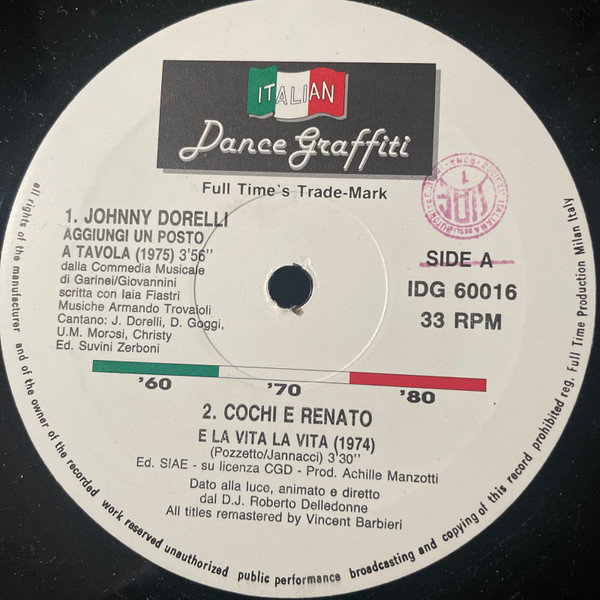 ITALIAN
Dance Graffiti
Full Time's Trade-Mark
1. JOHNNY DORELLI
AGGIUNGI UN POSTO
A TAVOLA (1975) 3'56"
dalla Commedia Musicale
di Garinei/Giovannini
scritta con Iaia Fiastri
Musiche Armando Trovaioli
Cantano: J. Dorelli, D. Goggi,
U.M. Morosi, Christy
Ed. Suvini Zerboni
SIDE A
IDG 60016
33 RPM
'60
'70
'80
2. COCHI E RENATO
E LA VITA LA VITA (1974)
(Pozzetto/Jannacci) 3'30"
Ed. SIAE - su licenza CGD - Prod. Achille Manzotti
Dato alla luce, animato e diretto
dal D.J. Roberto Delledonne
All titles remastered by Vincent Barbieri
all rights of the manufacturer and of the owner of the recorded work reserved unauthorized public performance broadcasting and copying of this record prohibited reg. Full Time Production Milan Italy